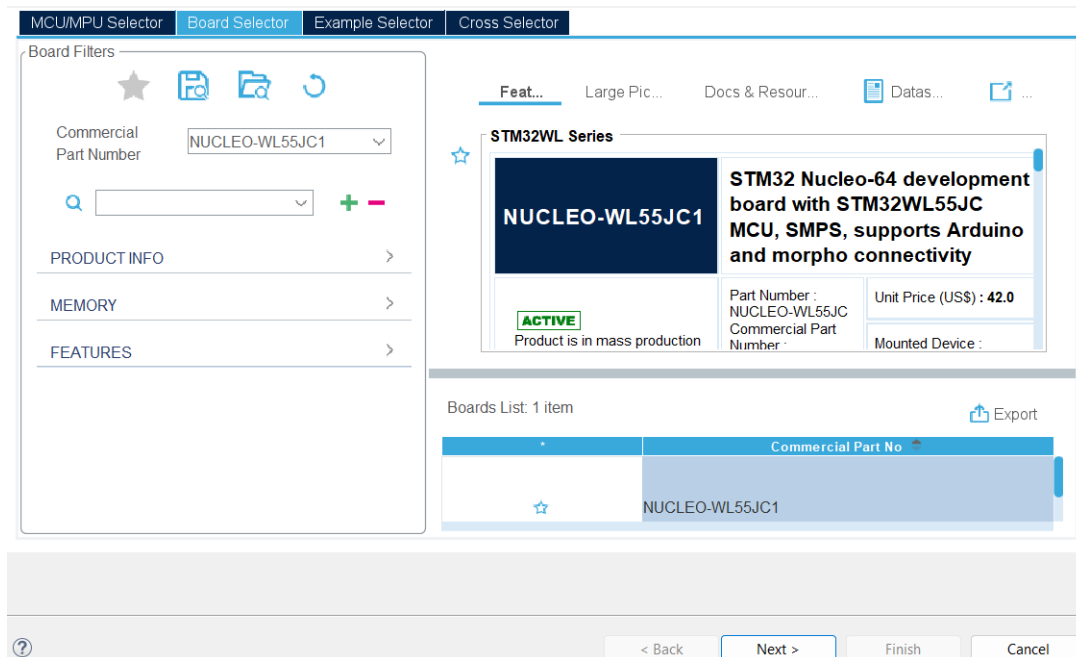 MCU/MPU Selector
Board Selector
Example Selector
Cross Selector
Board Filters
Commercial
Part Number
NUCLEO-WL55JC1
PRODUCT INFO
MEMORY
FEATURES
Feat...
Large Pic...
Docs & Resour...
Datas...
...
STM32WL Series
NUCLEO-WL55JC1
STM32 Nucleo-64 development
board with STM32WL55JC
MCU, SMPS, supports Arduino
and morpho connectivity
ACTIVE
Product is in mass production
Part Number :
NUCLEO-WL55JC
Commercial Part
Number :
Unit Price (US$) : 42.0
Mounted Device :
Boards List: 1 item
Export
*
Commercial Part No
NUCLEO-WL55JC1
?
< Back
Next >
Finish
Cancel